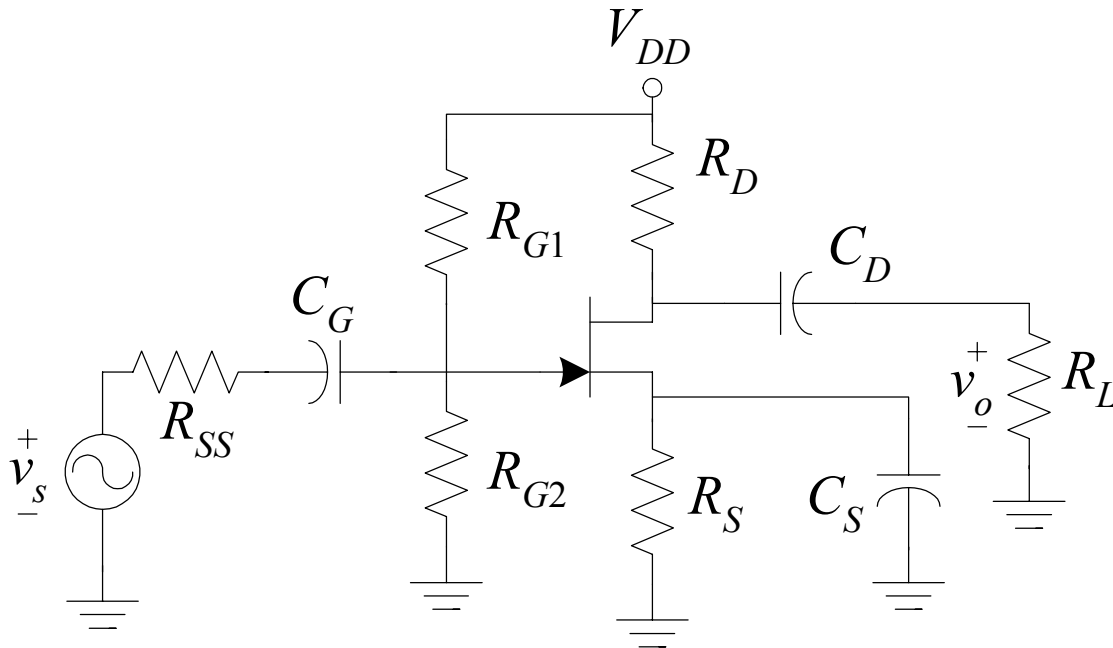 V_DD
R_D
R_G1
C_D
C_G
+
v_o
-
R_L
R_SS
+
v_s
-
R_G2
R_S
C_S